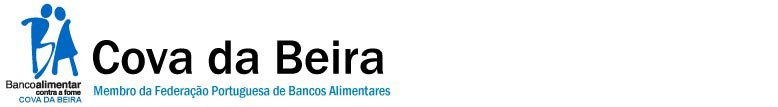 BA
Bancoalimentar
contra a fome
COVA DA BEIRA
Cova da Beira
Membro da Federação Portuguesa de Bancos Alimentares